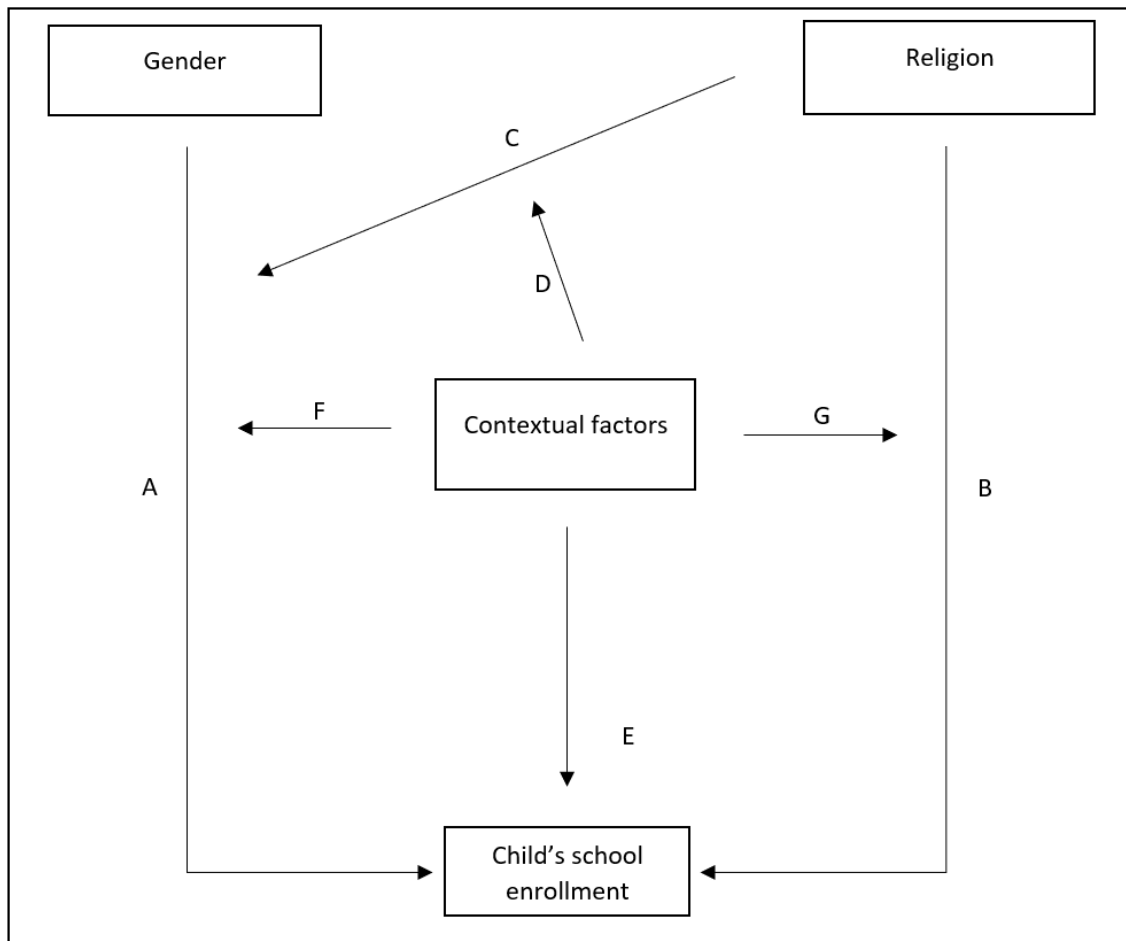 Gender
Religion
C
D
F
Contextual factors
G
A
B
E
Child’s school
enrollment